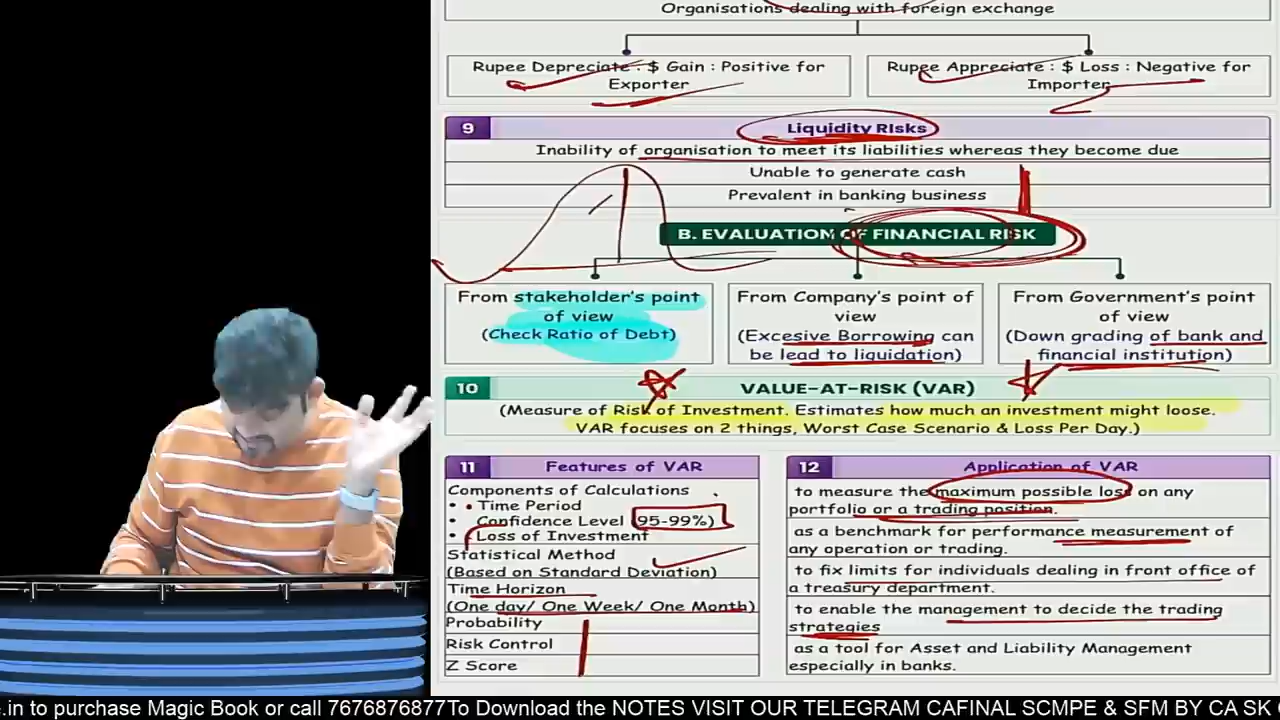 Organisations dealing with foreign exchange
Rupee Depreciate : $ Gain : Positive for
Exporter
Rupee Appreciate : $ Loss : Negative for
Importer
9
Liquidity Risks
Inability of organisation to meet its liabilities whereas they become due
Unable to generate cash
Prevalent in banking business
B. EVALUATION OF FINANCIAL RISK
From stakeholder's point
of view
(Check Ratio of Debt)
From Company's point of
view
(Excesive Borrowing can
be lead to liquidation)
From Government's point
of view
(Down grading of bank and
financial institution)
10
VALUE-AT-RISK (VAR)
(Measure of Risk of Investment. Estimates how much an investment might loose.
VAR focuses on 2 things, Worst Case Scenario & Loss Per Day.)
11
Features of VAR
Components of Calculations
• Time Period
• Confidence Level (95-99%)
• Loss of Investment
Statistical Method
(Based on Standard Deviation)
Time Horizon
(One day/ One Week/ One Month)
Probability
Risk Control
Z Score
12
Application of VAR
to measure the maximum possible loss on any
portfolio or a trading position.
as a benchmark for performance measurement of
any operation or trading.
to fix limits for individuals dealing in front office of
a treasury department.
to enable the management to decide the trading
strategies
as a tool for Asset and Liability Management
especially in banks.
e.in to purchase Magic Book or call 7676876877To Download the NOTES VISIT OUR TELEGRAM CAFINAL SCMPE & SFM BY CA SK